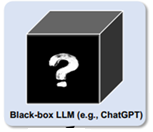 ?
Black-box LLM (e.g., ChatGPT)